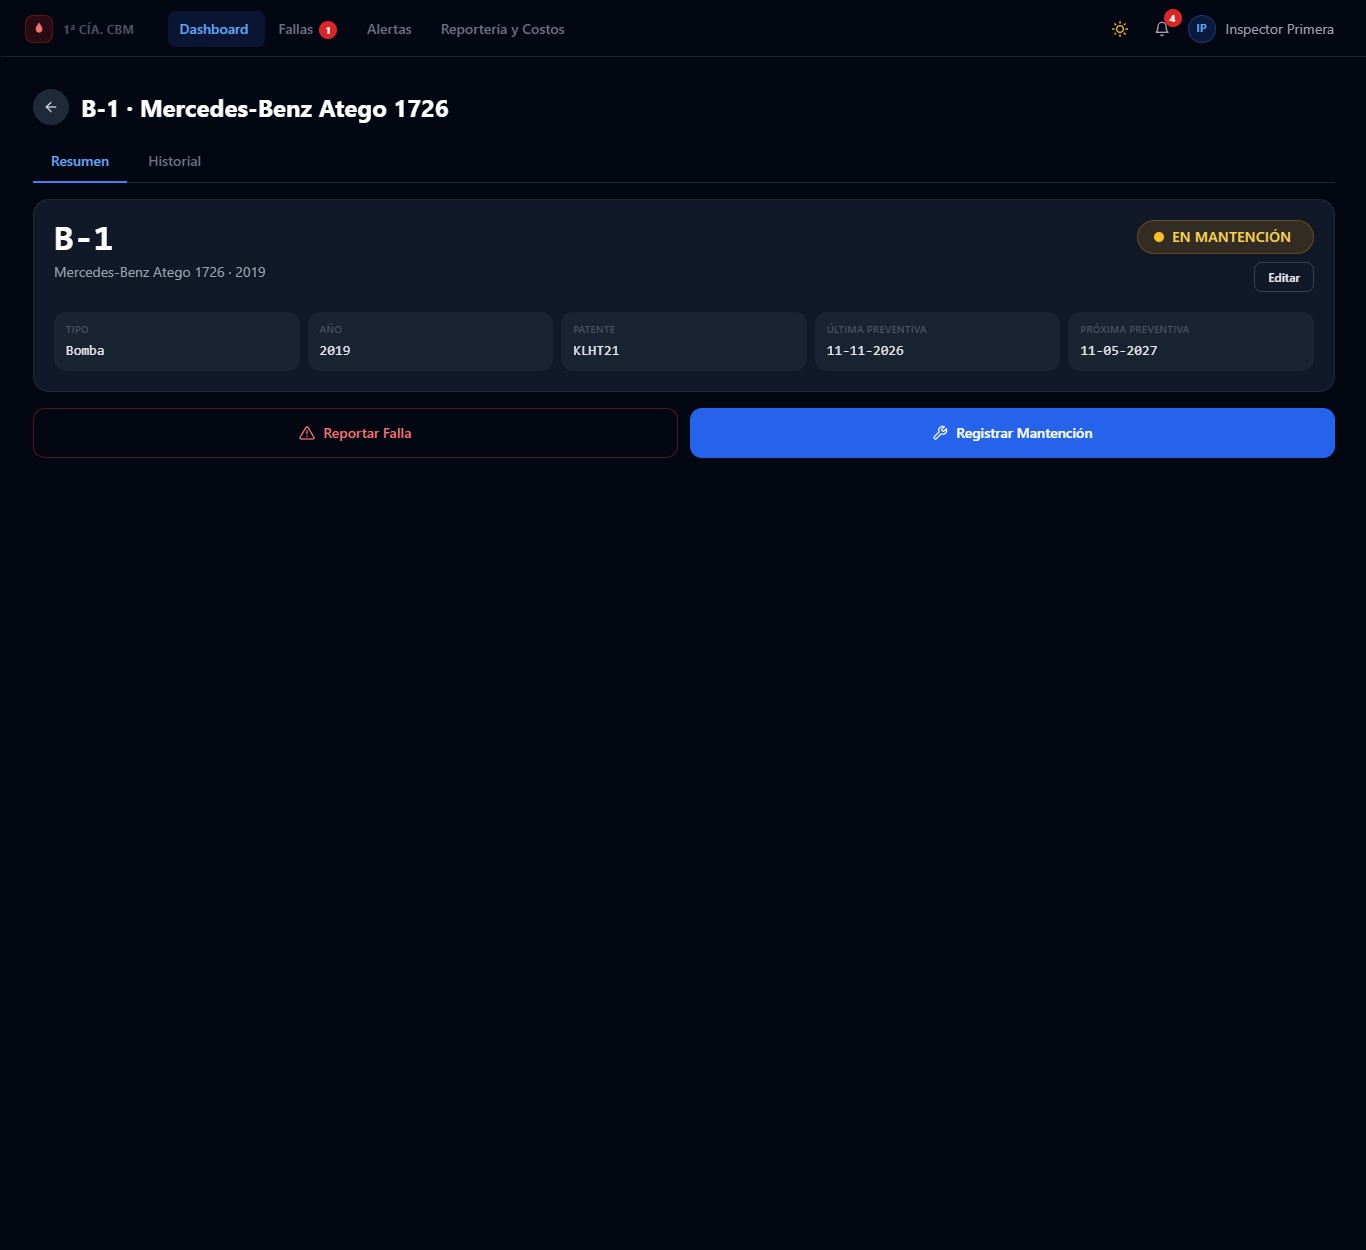 1ª CÍA. CBM Dashboard Fallas 1 Alertas Reportería y Costos 4 IP Inspector Primera
B-1 · Mercedes-Benz Atego 1726
Resumen Historial
B-1 EN MANTENCIÓN
Mercedes-Benz Atego 1726 · 2019 Editar
TIPO AÑO PATENTE ÚLTIMA PREVENTIVA PRÓXIMA PREVENTIVA
Bomba 2019 KLHT21 11-11-2026 11-05-2027
Reportar Falla Registrar Mantención